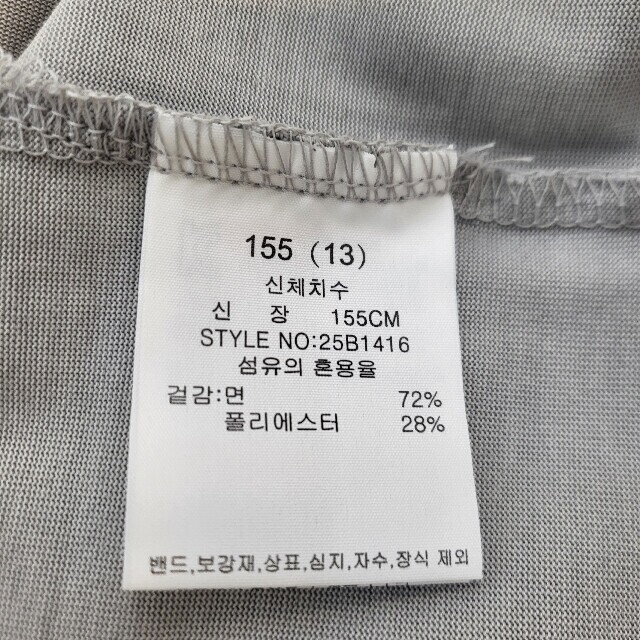 155 (13)
신체치수
신 장 155CM
STYLE NO:25B1416
섬유의 혼용율
겉감:면 72%
폴리에스터 28%
밴드,보강재,상표,심지,자수,장식 제외